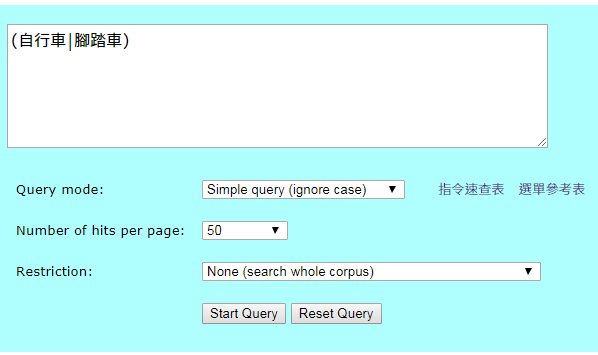 (自行車|腳踏車)
Query mode: Simple query (ignore case) ▼ 指令速查表 選單參考表
Number of hits per page: 50 ▼
Restriction: None (search whole corpus) ▼
Start Query Reset Query